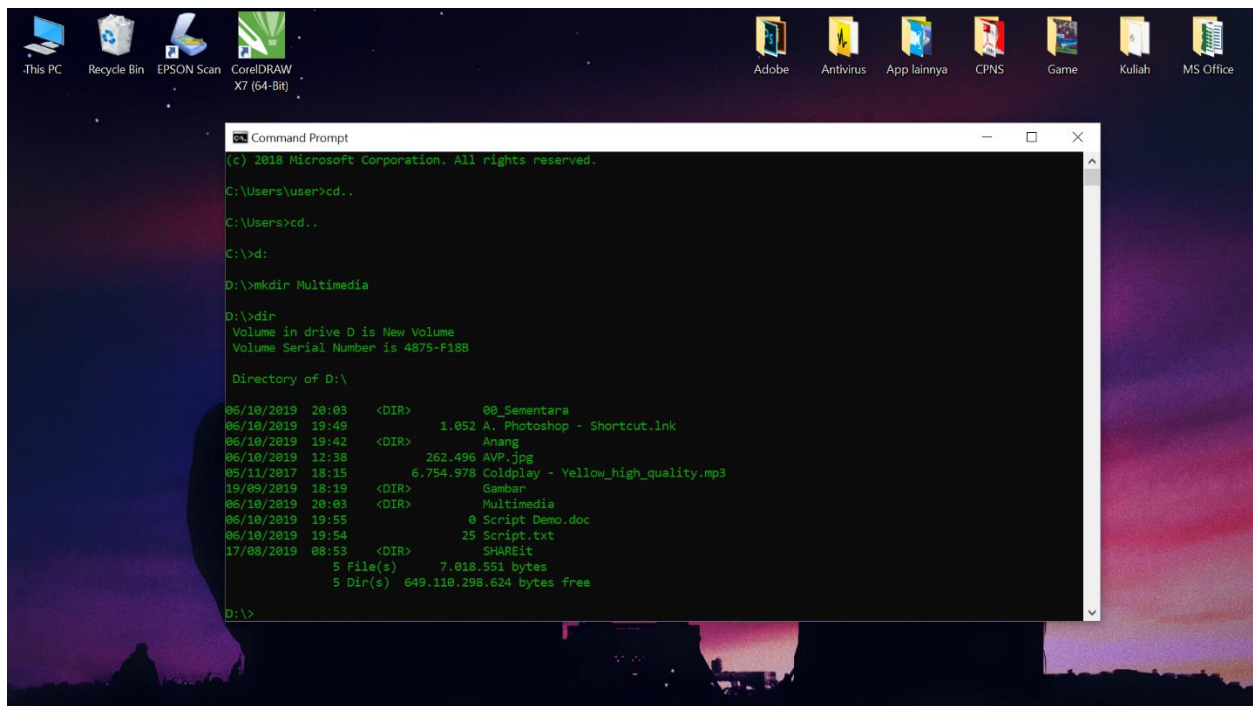 This PC
Recycle Bin
EPSON Scan
CorelDRAW
X7 (64-Bit)
Adobe
Antivirus
App lainnya
CPNS
Game
Kuliah
MS Office
Command Prompt
(c) 2018 Microsoft Corporation. All rights reserved.
C:\Users\user>cd..
C:\Users>cd..
C:\>d:
D:\>mkdir Multimedia
D:\>dir
Volume in drive D is New Volume
Volume Serial Number is 4875-F18B
Directory of D:\
06/10/2019 20:03 <DIR> 00_Sementara
06/10/2019 19:49 1.052 A. Photoshop - Shortcut.lnk
06/10/2019 19:42 <DIR> Anang
06/10/2019 12:38 262.496 AVP.jpg
05/11/2017 18:15 6.754.978 Coldplay - Yellow_high_quality.mp3
19/09/2019 18:19 <DIR> Gambar
06/10/2019 20:03 <DIR> Multimedia
06/10/2019 19:55 0 Script Demo.doc
06/10/2019 19:54 25 Script.txt
17/08/2019 08:53 <DIR> SHAREit
5 File(s) 7.018.551 bytes
5 Dir(s) 649.110.298.624 bytes free
D:\>